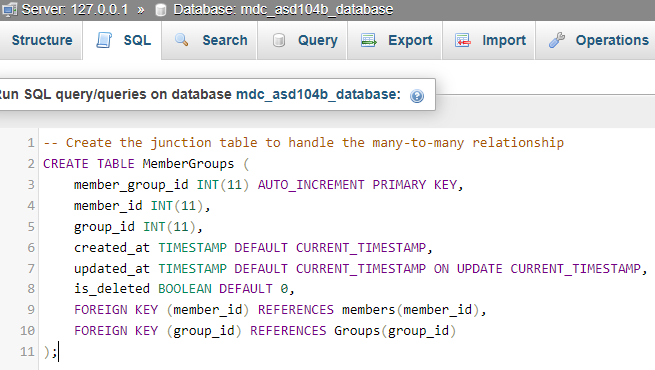 Server: 127.0.0.1 » Database: mdc_asd104b_database
Structure SQL Search Query Export Import Operations
Run SQL query/queries on database mdc_asd104b_database:
1 -- Create the junction table to handle the many-to-many relationship
2 CREATE TABLE MemberGroups (
3 member_group_id INT(11) AUTO_INCREMENT PRIMARY KEY,
4 member_id INT(11),
5 group_id INT(11),
6 created_at TIMESTAMP DEFAULT CURRENT_TIMESTAMP,
7 updated_at TIMESTAMP DEFAULT CURRENT_TIMESTAMP ON UPDATE CURRENT_TIMESTAMP,
8 is_deleted BOOLEAN DEFAULT 0,
9 FOREIGN KEY (member_id) REFERENCES members(member_id),
10 FOREIGN KEY (group_id) REFERENCES Groups(group_id)
11 );